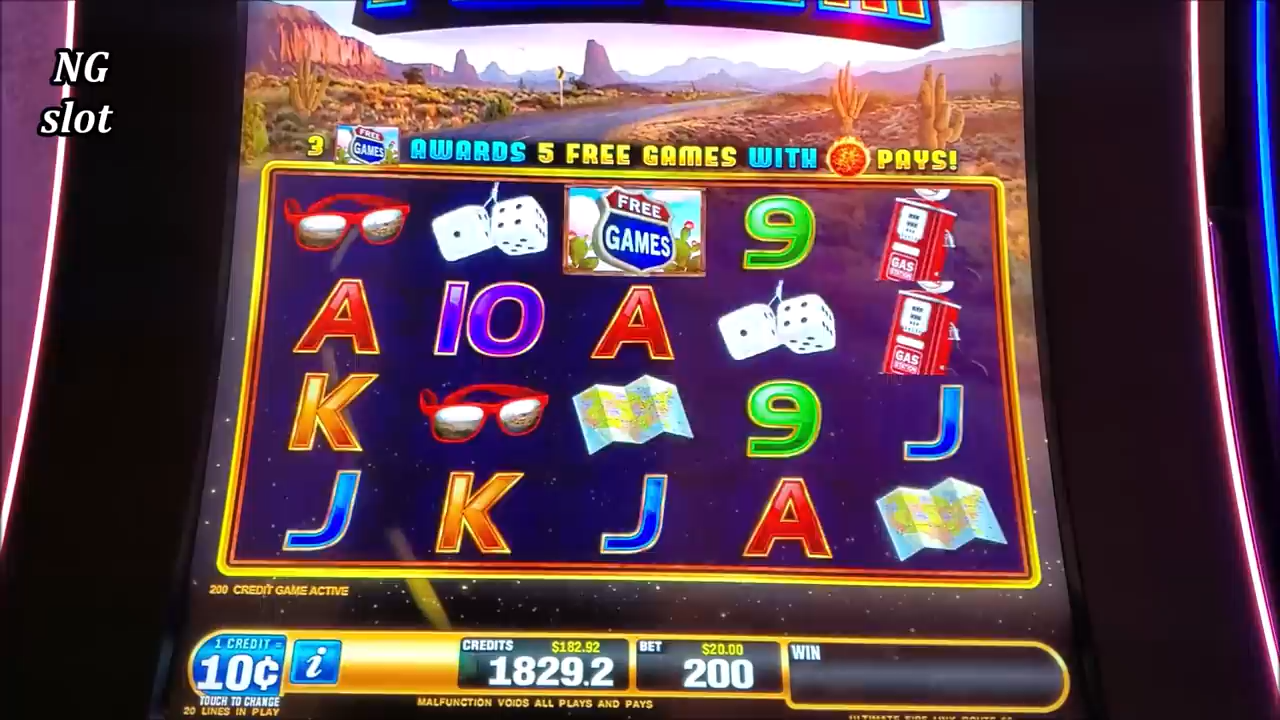 NG
slot
3 FREE GAMES AWARDS 5 FREE GAMES WITH PAYS!
FREE
GAMES
9
GAS
STATION
A
10
A
GAS
STATION
K
9
J
J
K
J
A
200 CREDIT GAME ACTIVE
1 CREDIT =
10¢
TOUCH TO CHANGE
20 LINES IN PLAY
i
CREDITS $182.92
1829.2
BET $20.00
200
WIN
MALFUNCTION VOIDS ALL PLAYS AND PAYS